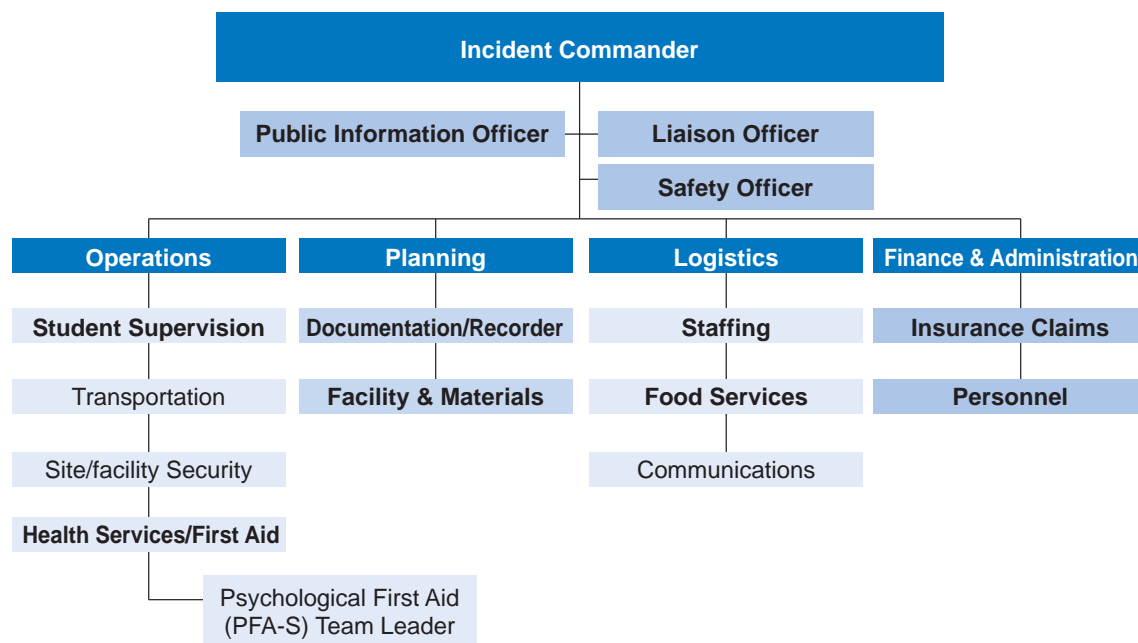 Incident Commander
Public Information Officer
Liaison Officer
Safety Officer
Operations
Planning
Logistics
Finance & Administration
Student Supervision
Documentation/Recorder
Staffing
Insurance Claims
Transportation
Facility & Materials
Food Services
Personnel
Site/facility Security
Communications
Health Services/First Aid
Psychological First Aid
(PFA-S) Team Leader